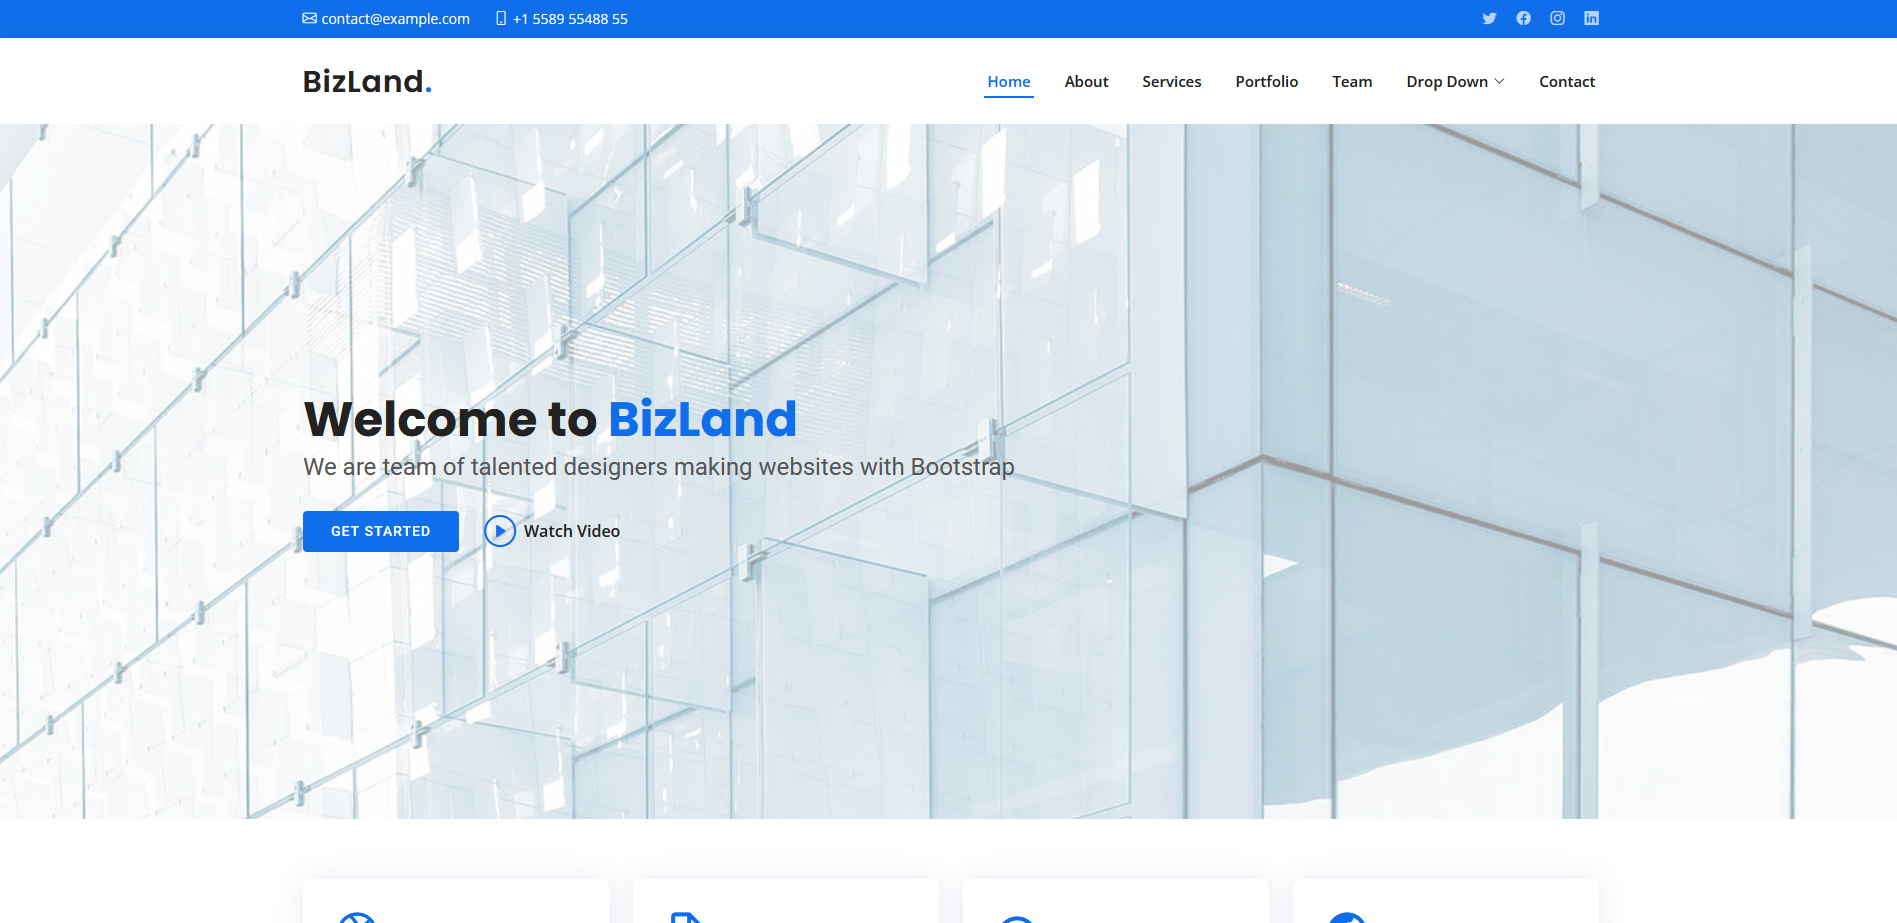 contact@example.com +1 5589 55488 55
BizLand.
Home About Services Portfolio Team Drop Down Contact
Welcome to BizLand
We are team of talented designers making websites with Bootstrap
GET STARTED Watch Video